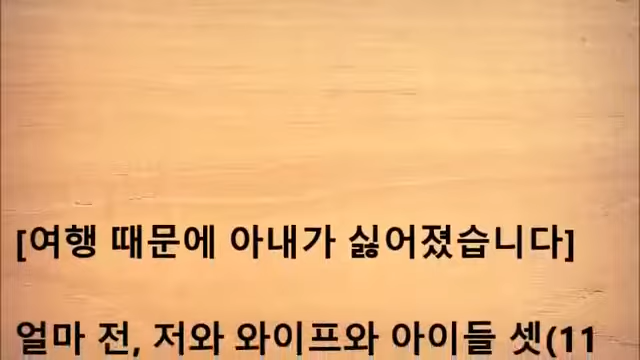 [여행 때문에 아내가 싫어졌습니다]
얼마 전, 저와 와이프와 아이들 셋(11